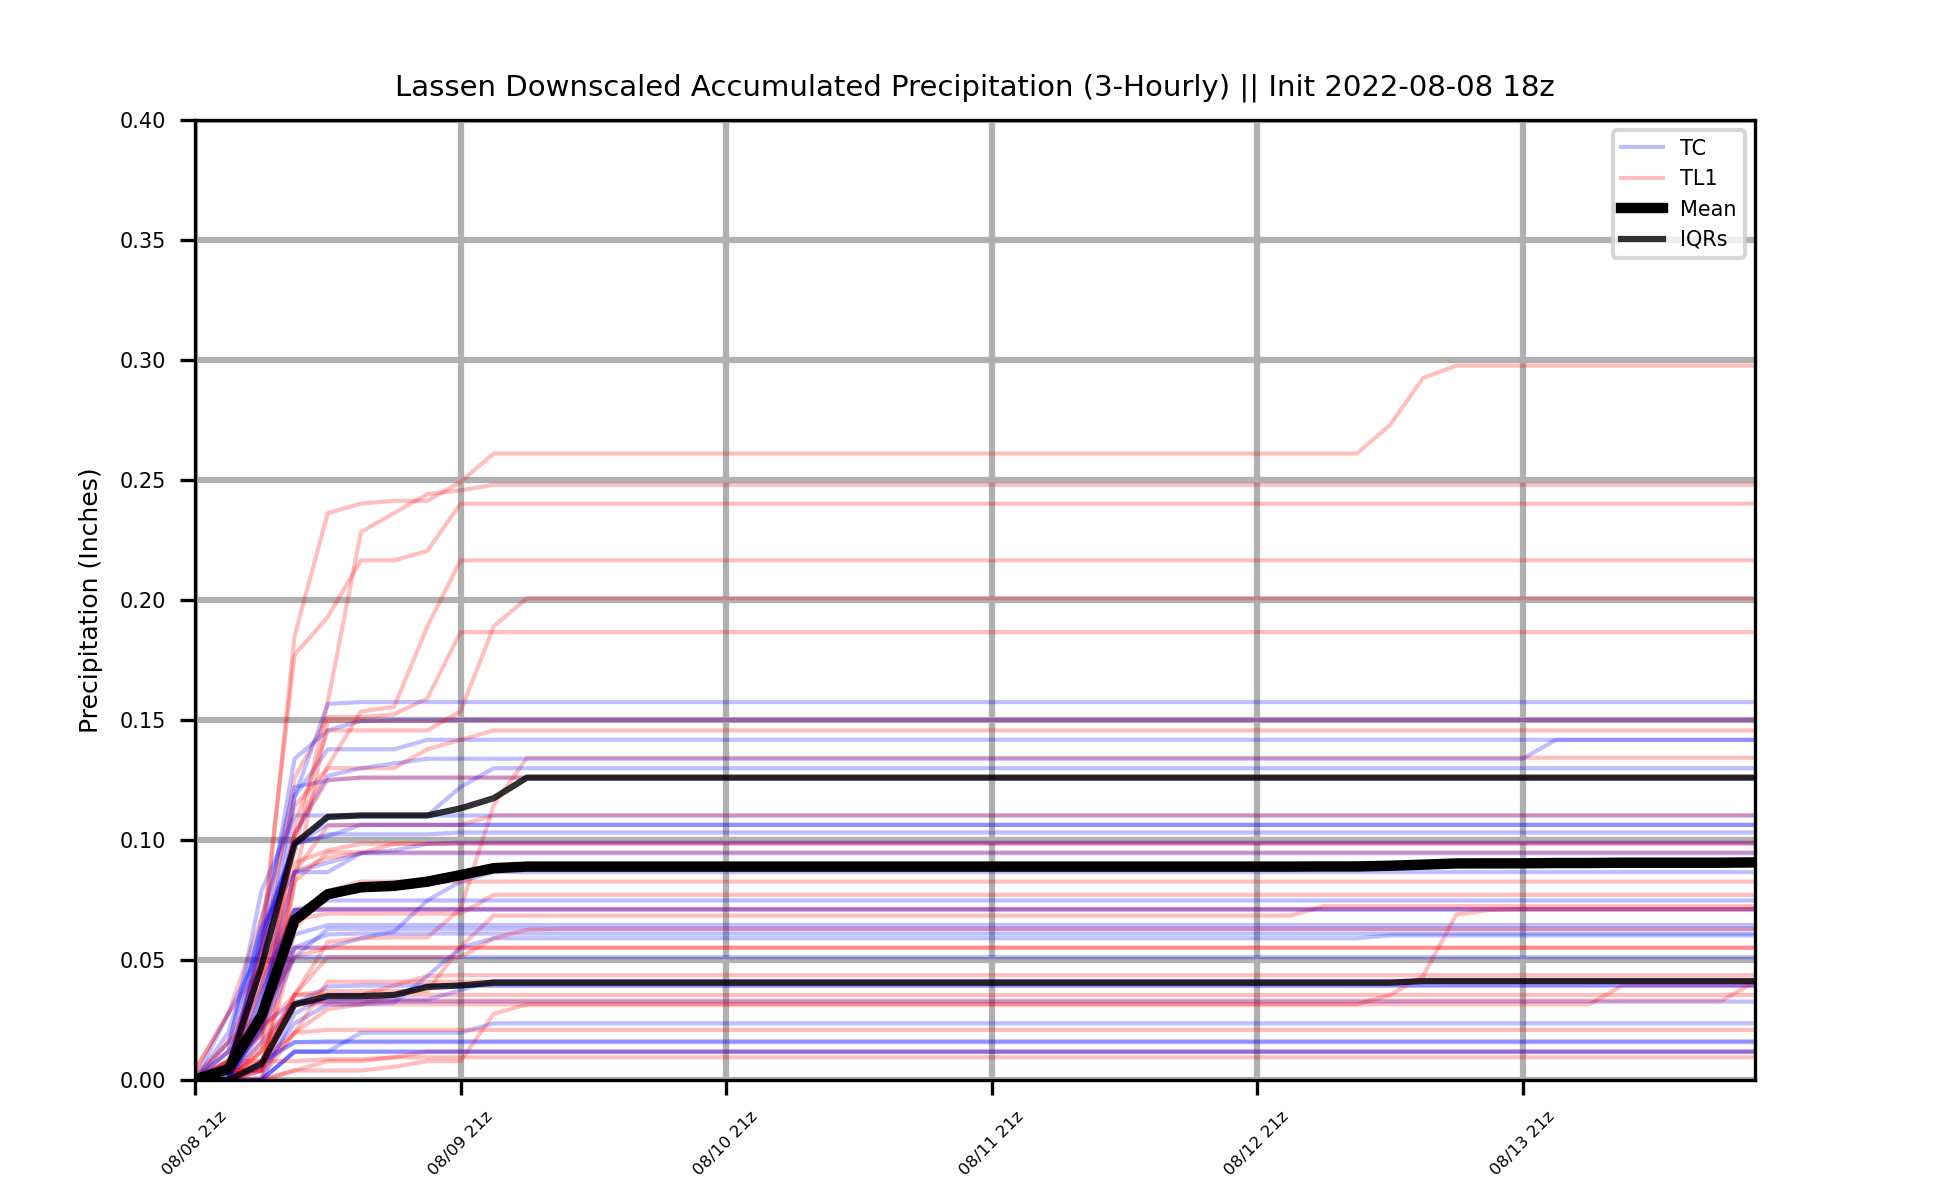 Lassen Downscaled Accumulated Precipitation (3-Hourly) || Init 2022-08-08 18z
0.40
0.35
0.30
0.25
0.20
0.15
0.10
0.05
0.00
Precipitation (Inches)
TC
TL1
Mean
IQRs
08/08 21z
08/09 21z
08/10 21z
08/11 21z
08/12 21z
08/13 21z